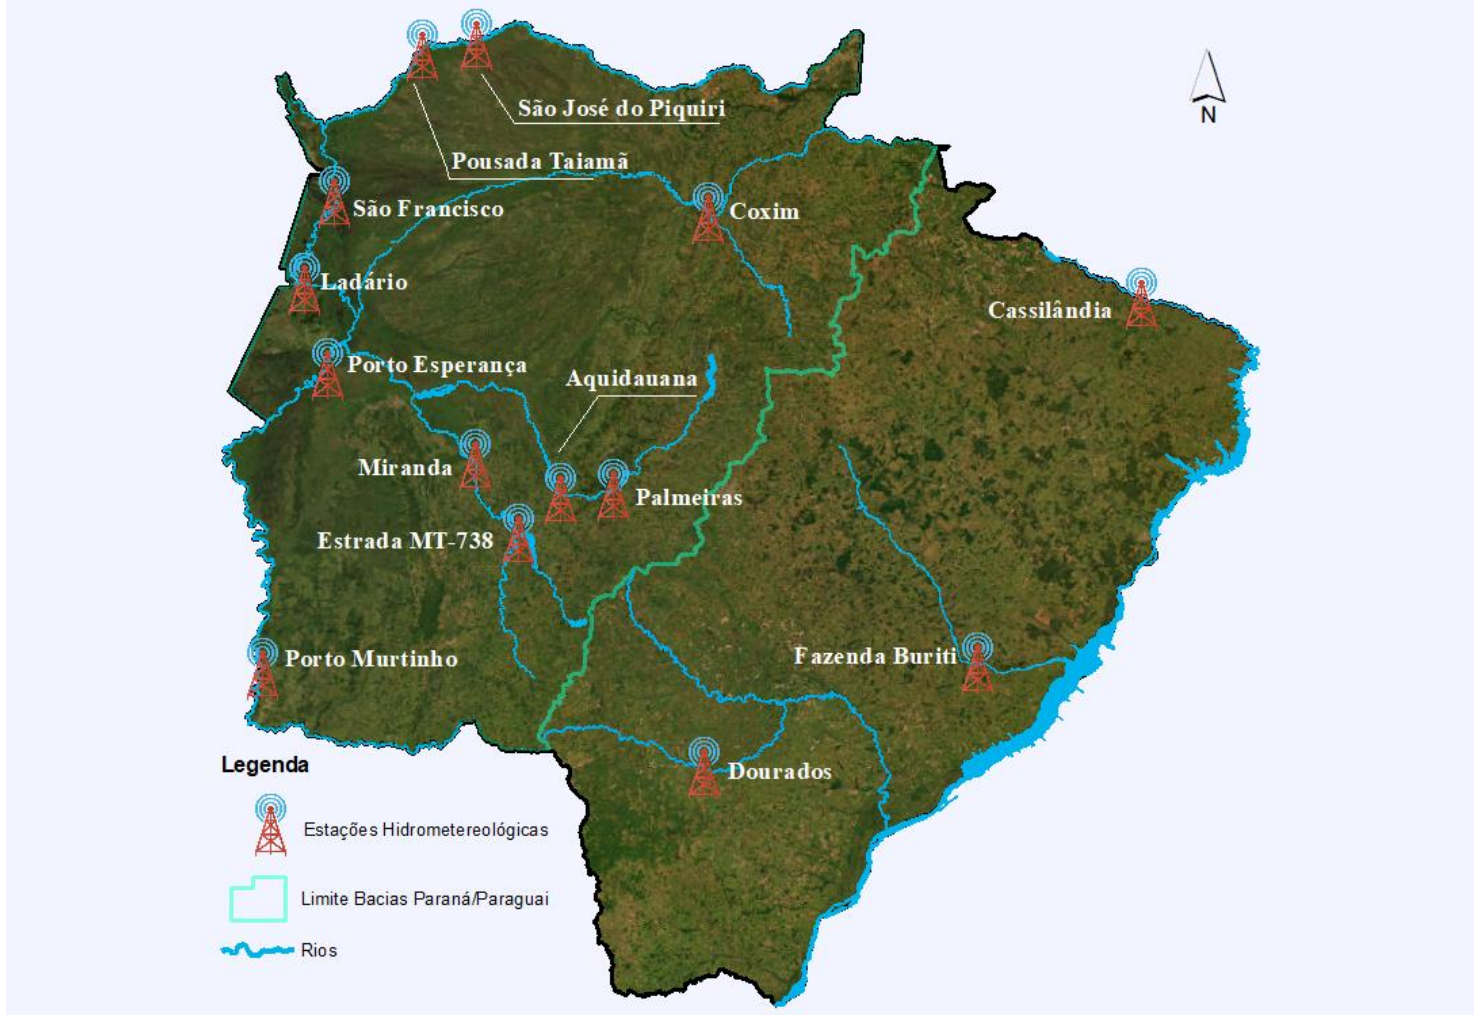 N
São José do Piquiri
Pousada Taiamã
São Francisco
Coxim
Ladário
Cassilândia
Porto Esperança
Aquidauana
Miranda
Palmeiras
Estrada MT-738
Porto Murtinho
Fazenda Buriti
Dourados
Legenda
Estações Hidrometereológicas
Limite Bacias Paraná/Paraguai
Rios